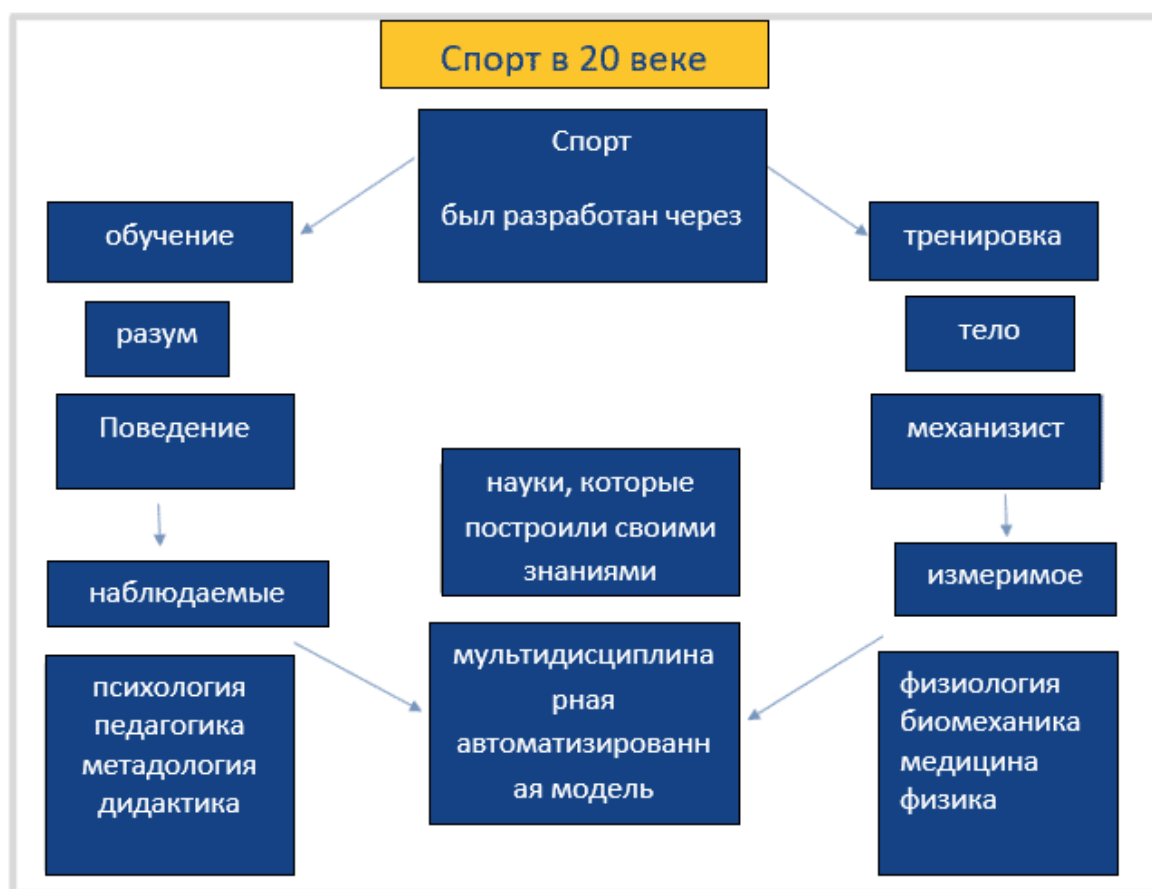 Спорт в 20 веке
Спорт
был разработан через
обучение
тренировка
разум
тело
Поведение
механизист
науки, которые
построили своими
знаниями
наблюдаемые
измеримое
мультидисциплина
рная
автоматизированн
ая модель
психология
педагогика
метадология
дидактика
физиология
биомеханика
медицина
физика